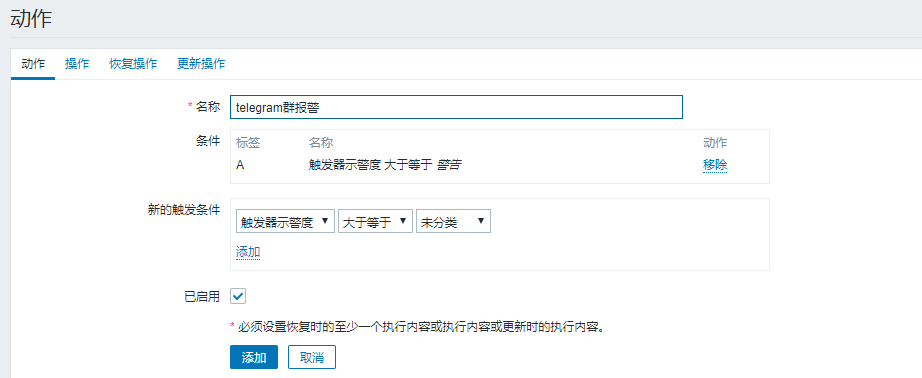 动作
动作 操作 恢复操作 更新操作
* 名称 telegram群报警
条件 标签 名称 动作
A 触发器示警度 大于等于 警告 移除
新的触发条件 触发器示警度 大于等于 未分类
添加
已启用
* 必须设置恢复时的至少一个执行内容或执行内容或更新时的执行内容。
添加 取消